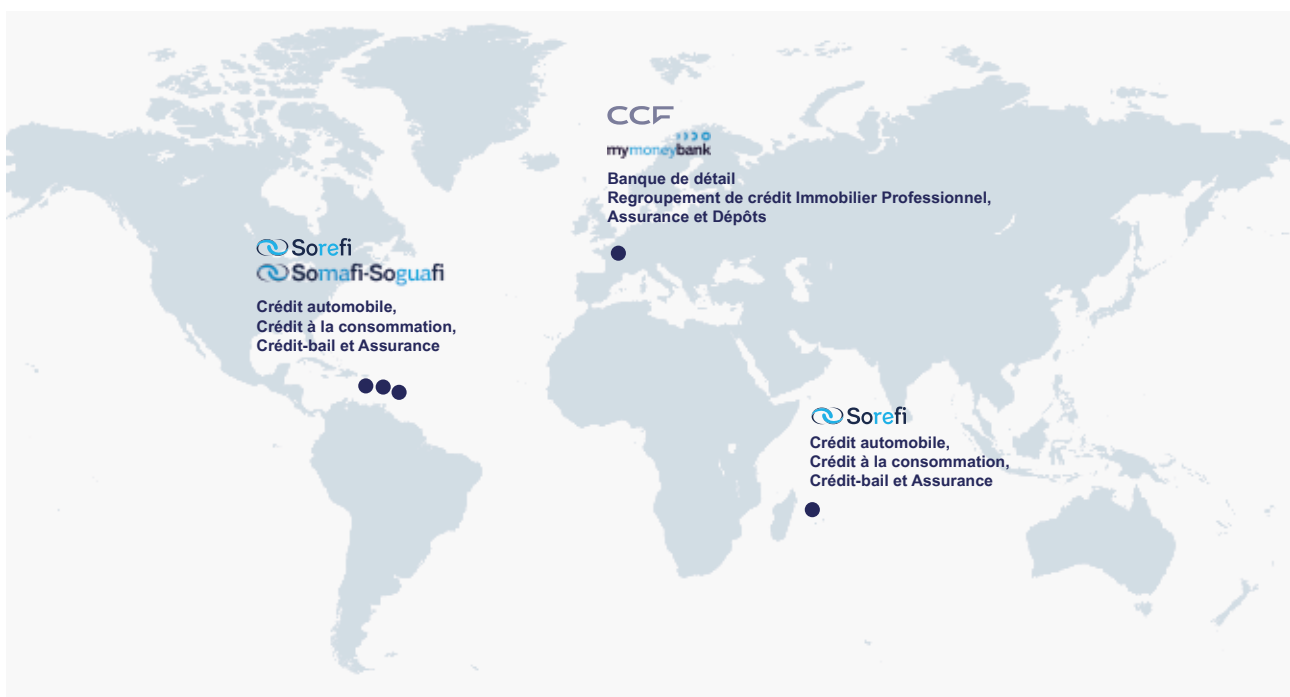 CCF
mymoneybank
Banque de détail
Regroupement de crédit Immobilier Professionnel,
Assurance et Dépôts
Sorefi
Somafi-Soguafi
Crédit automobile,
Crédit à la consommation,
Crédit-bail et Assurance
Sorefi
Crédit automobile,
Crédit à la consommation,
Crédit-bail et Assurance